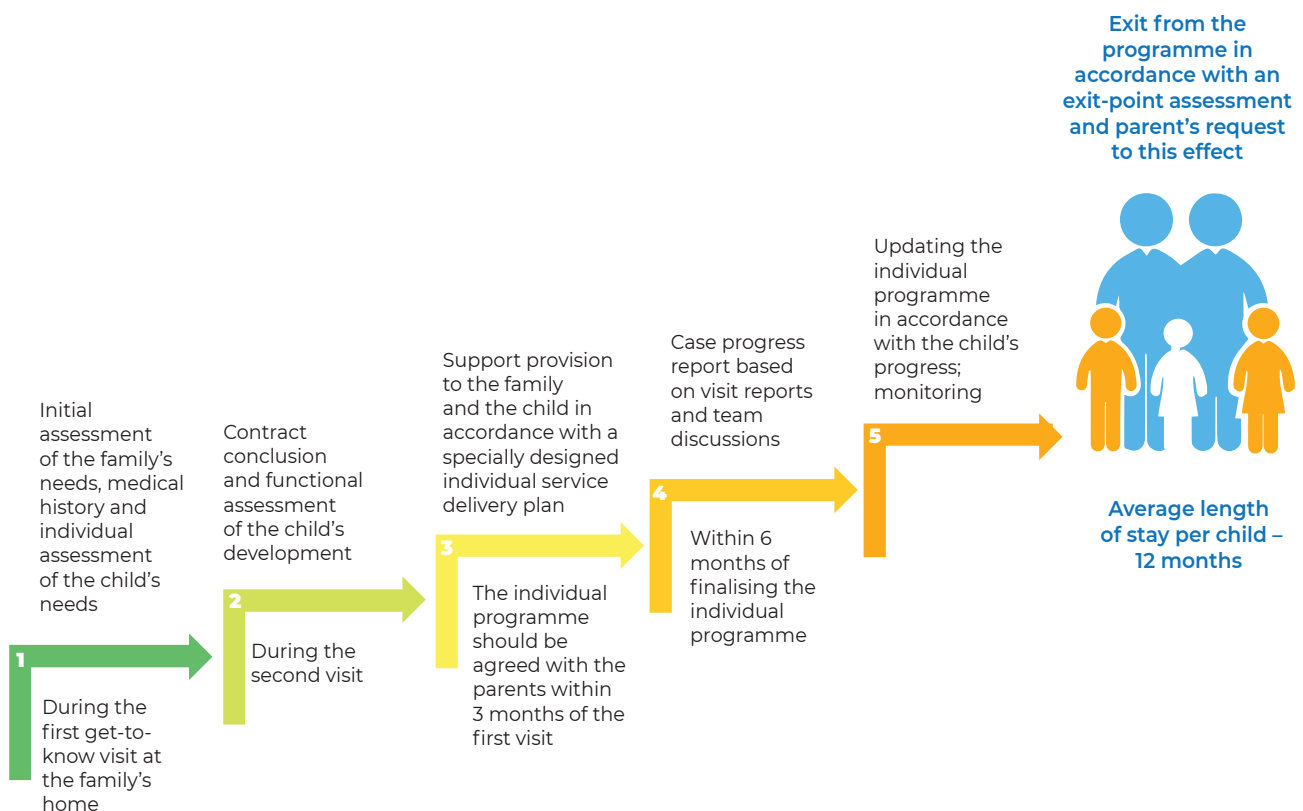 1
Initial
assessment
of the family's
needs, medical
history and
individual
assessment
of the child's
needs
During the
first get-to-
know visit at
the family's
home
2
Contract
conclusion
and functional
assessment
of the child's
development
During the
second visit
3
Support provision
to the family
and the child in
accordance with a
specially designed
individual service
delivery plan
The individual
programme
should be
agreed with the
parents within
3 months of the
first visit
4
Case progress
report based
on visit reports
and team
discussions
Within 6
months of
finalising the
individual
programme
5
Updating the
individual
programme
in accordance
with the child's
progress;
monitoring
Exit from the
programme in
accordance with an
exit-point assessment
and parent's request
to this effect
Average length
of stay per child –
12 months